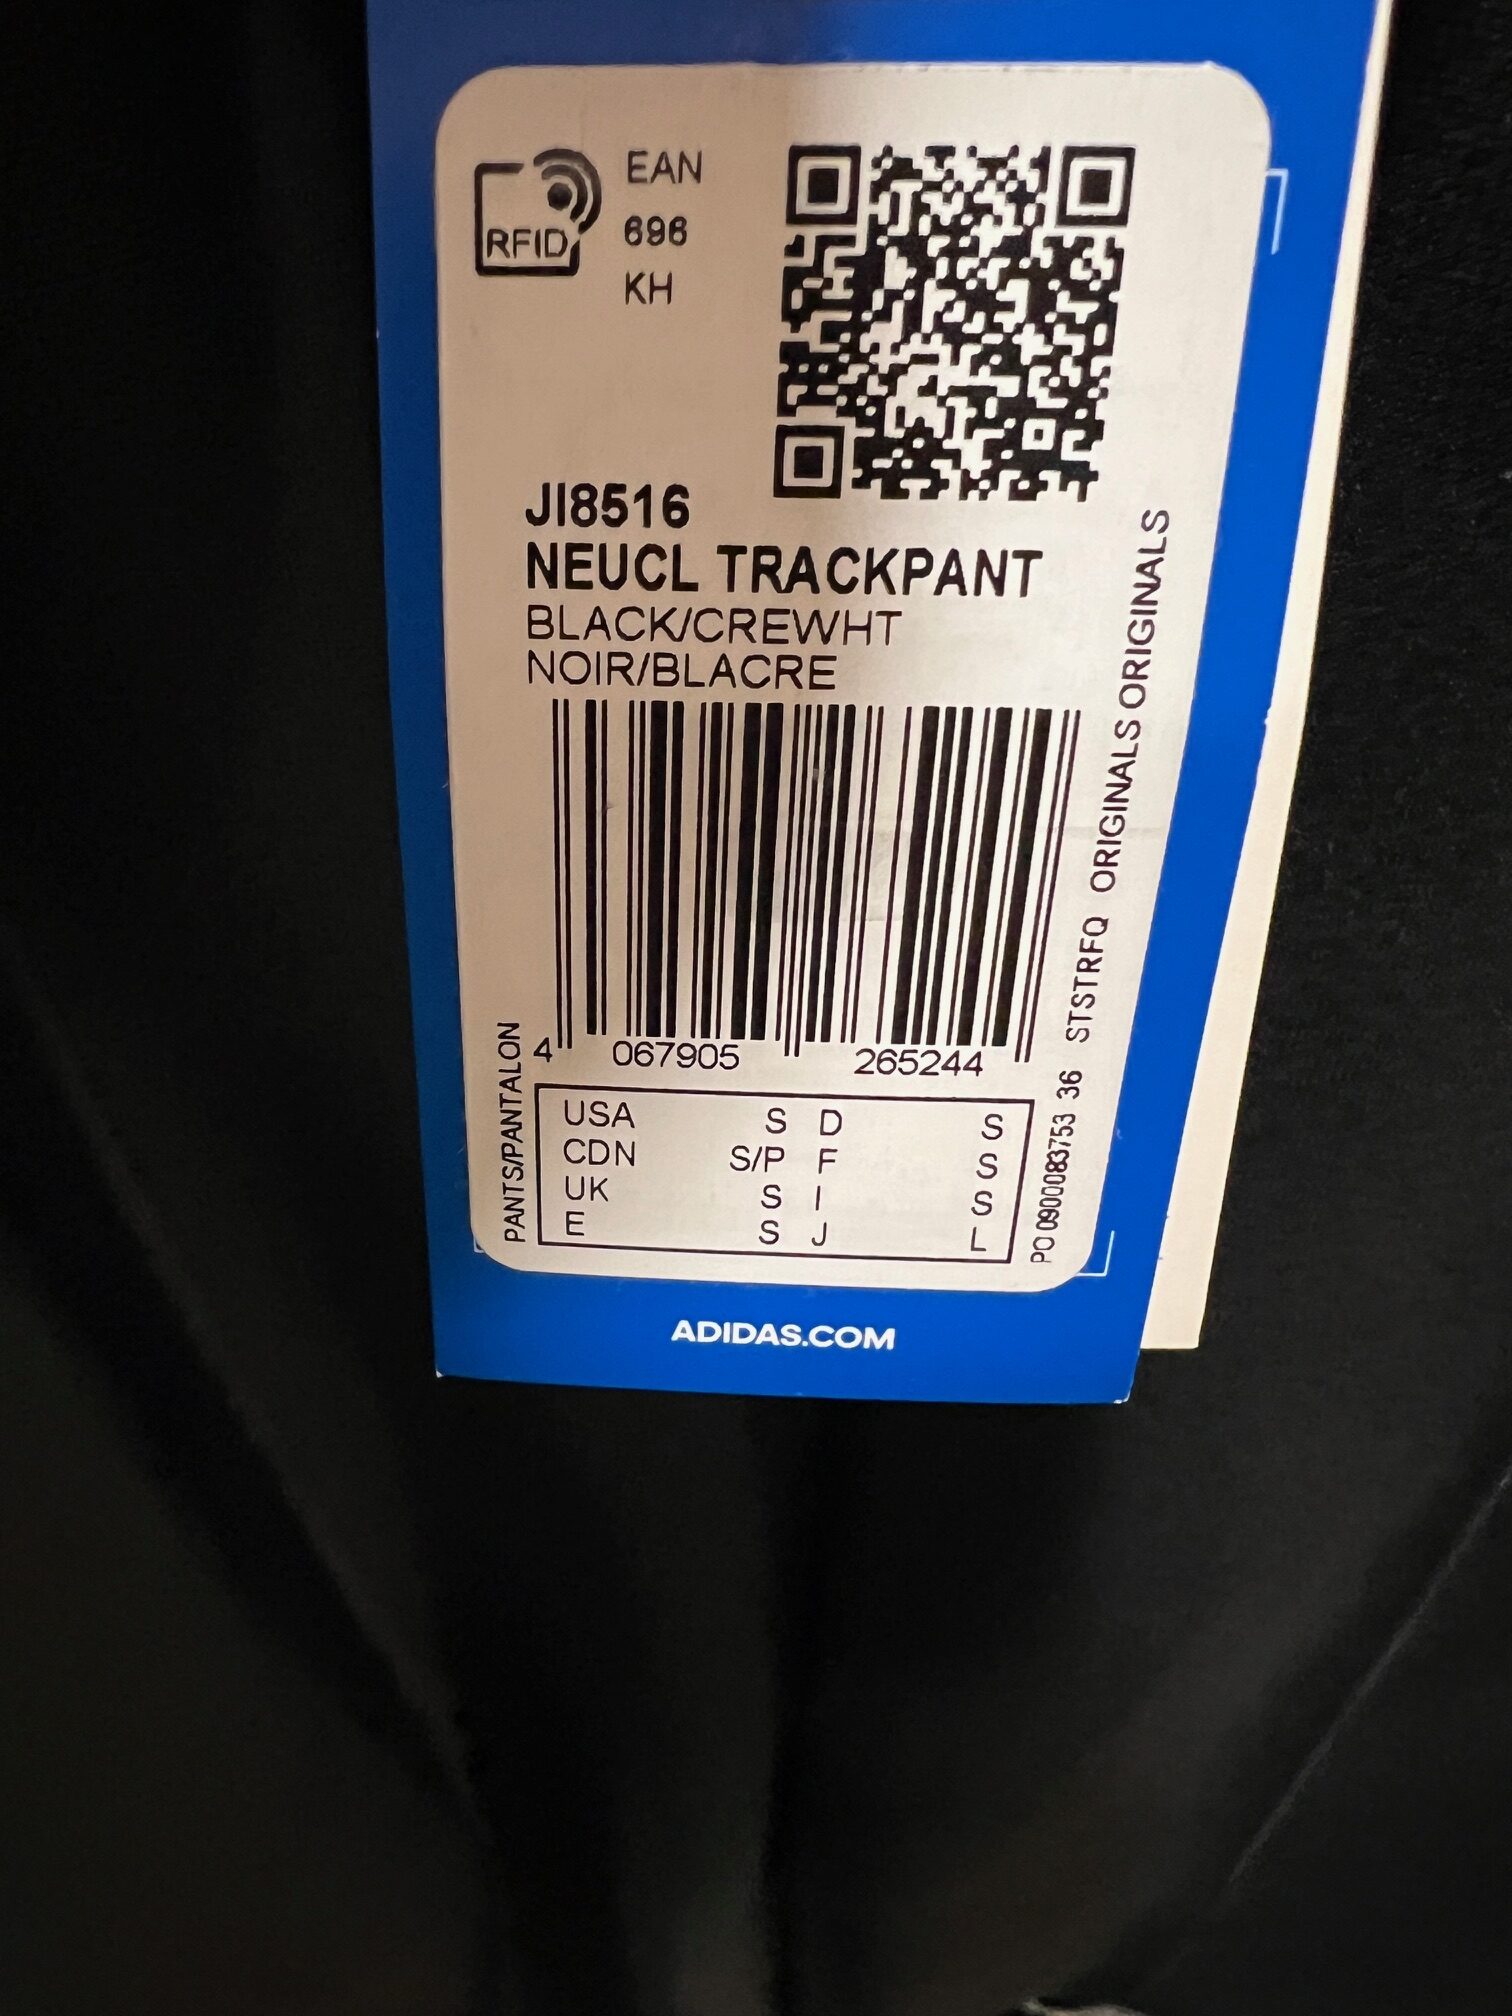 RFID
EAN
696
KH
JI8516
NEUCL TRACKPANT
BLACK/CREWHT
NOIR/BLACRE
4 067905 265244
PANTS/PANTALON
USA S D S
CDN S/P F S
UK S I S
E S J L
PO 0900083753 36 STSTRFQ ORIGINALS ORIGINALS
ADIDAS.COM